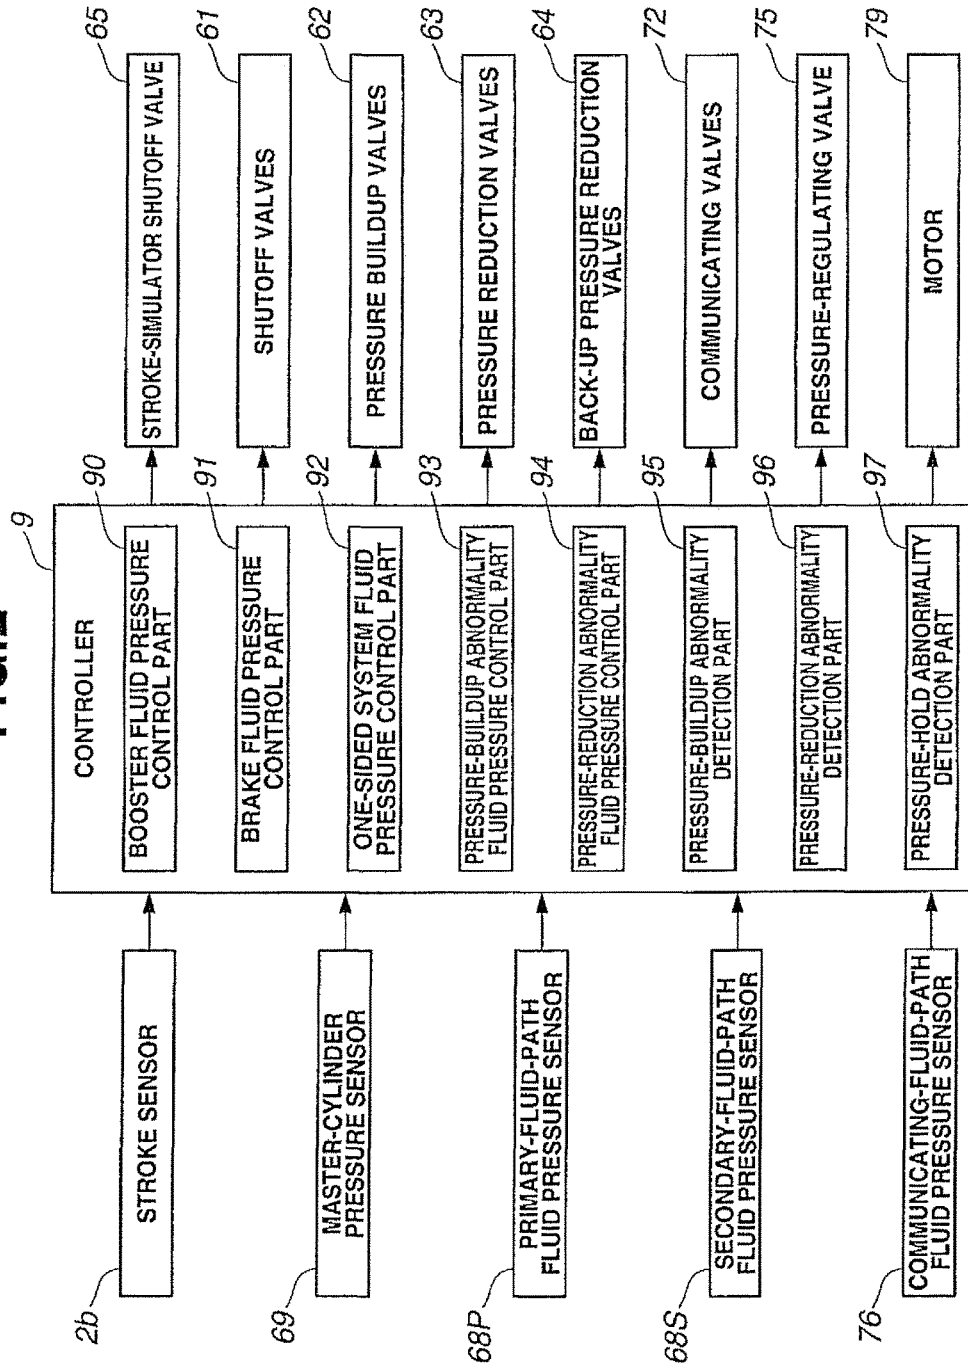 2b
STROKE SENSOR
69
MASTER-CYLINDER
PRESSURE SENSOR
68P
PRIMARY-FLUID-PATH
FLUID PRESSURE SENSOR
68S
SECONDARY-FLUID-PATH
FLUID PRESSURE SENSOR
76
COMMUNICATING-FLUID-PATH
FLUID PRESSURE SENSOR
9
CONTROLLER
90
BOOSTER FLUID PRESSURE
CONTROL PART
91
BRAKE FLUID PRESSURE
CONTROL PART
92
ONE-SIDED SYSTEM FLUID
PRESSURE CONTROL PART
93
PRESSURE-BUILDUP ABNORMALITY
FLUID PRESSURE CONTROL PART
94
PRESSURE-REDUCTION ABNORMALITY
FLUID PRESSURE CONTROL PART
95
PRESSURE-BUILDUP ABNORMALITY
DETECTION PART
96
PRESSURE-REDUCTION ABNORMALITY
DETECTION PART
97
PRESSURE-HOLD ABNORMALITY
DETECTION PART
65
STROKE-SIMULATOR SHUTOFF VALVE
61
SHUTOFF VALVES
62
PRESSURE BUILDUP VALVES
63
PRESSURE REDUCTION VALVES
64
BACK-UP PRESSURE REDUCTION
VALVES
72
COMMUNICATING VALVES
75
PRESSURE-REGULATING VALVE
79
MOTOR